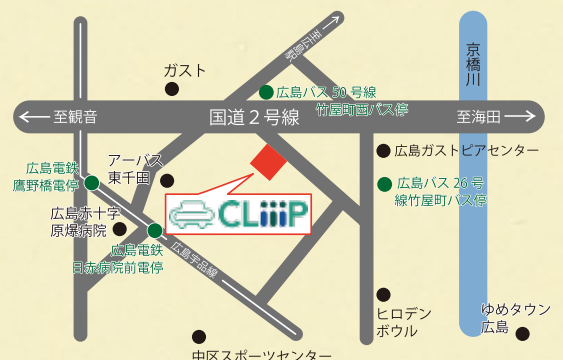 至広島駅
京橋川
ガスト
広島バス 50 号線
竹屋町西バス停
至観音
国道２号線
至海田
広島ガストピアセンター
広島電鉄
鷹野橋電停
アーバス
東千田
広島バス 26 号
線竹屋町バス停
CLiiiP
広島赤十字
原爆病院
広島電鉄
日赤病院前電停
広島宇品線
ヒロデン
ボウル
ゆめタウン
広島
中区スポーツセンター